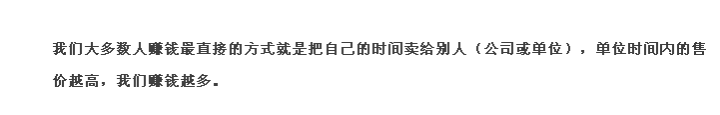 我们大多数人赚钱最直接的方式就是把自己的时间卖给别人（公司或单位），单位时间内的售
价越高，我们赚钱越多。